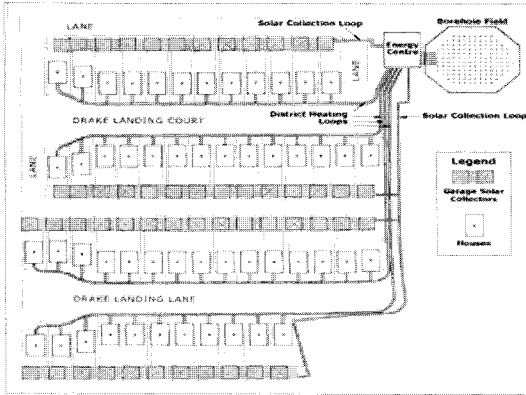 LANE
Solar Collection Loop
Borehole Field
Energy
Centre
LANE
DRAKE LANDING COURT
District Heating
Loops
Solar Collection Loop
LANE
Legend
Garage Solar
Collectors
Houses
DRAKE LANDING LANE